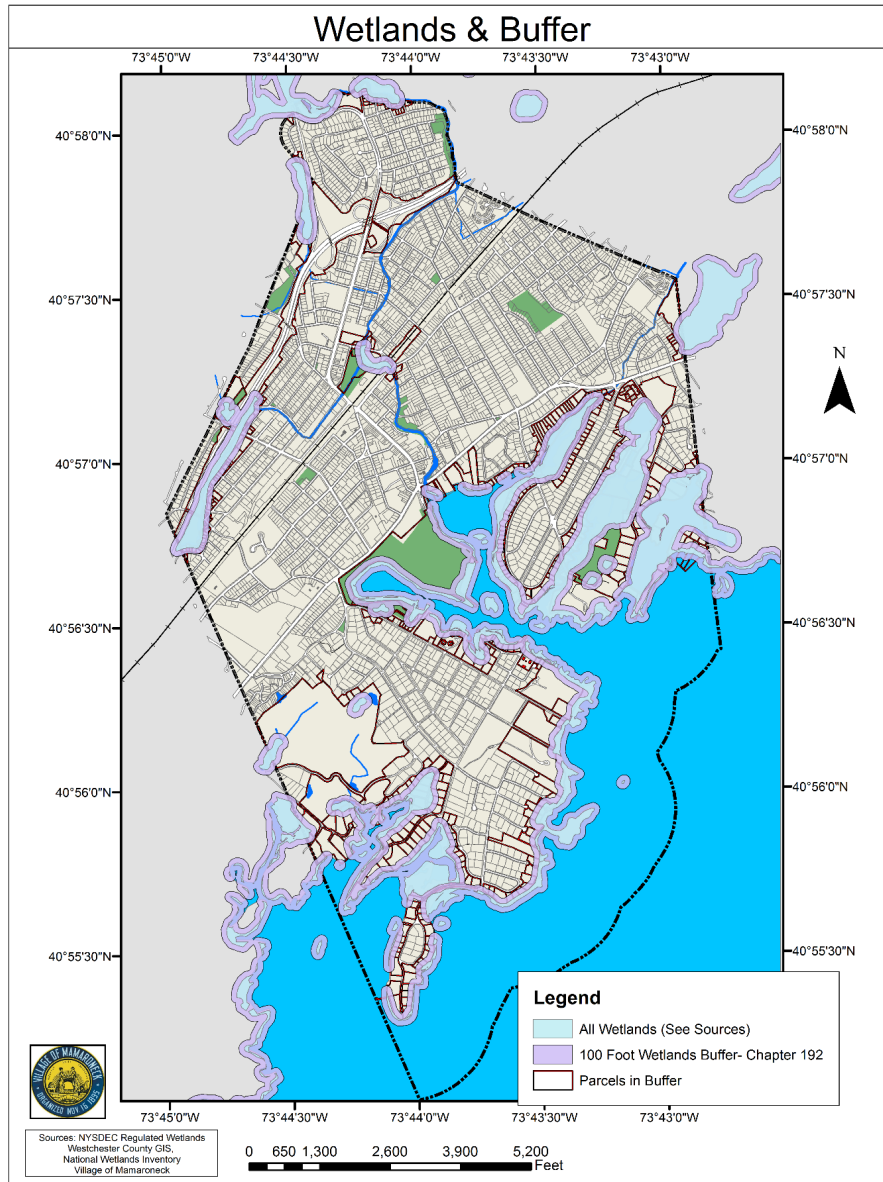 Wetlands & Buffer
73°45'0"W
73°44'30"W
73°44'0"W
73°43'30"W
73°43'0"W
40°58'0"N
40°58'0"N
40°57'30"N
40°57'30"N
N
40°57'0"N
40°57'0"N
40°56'30"N
40°56'30"N
40°56'0"N
40°56'0"N
40°55'30"N
40°55'30"N
Legend
All Wetlands (See Sources)
100 Foot Wetlands Buffer- Chapter 192
Parcels in Buffer
VILLAGE OF MAMARONECK
ORGANIZED NOV. 16 1895
73°45'0"W
73°44'30"W
73°44'0"W
73°43'30"W
73°43'0"W
Sources: NYSDEC Regulated Wetlands
Westchester County GIS,
National Wetlands Inventory
Village of Mamaroneck
0 650 1,300 2,600 3,900 5,200
Feet